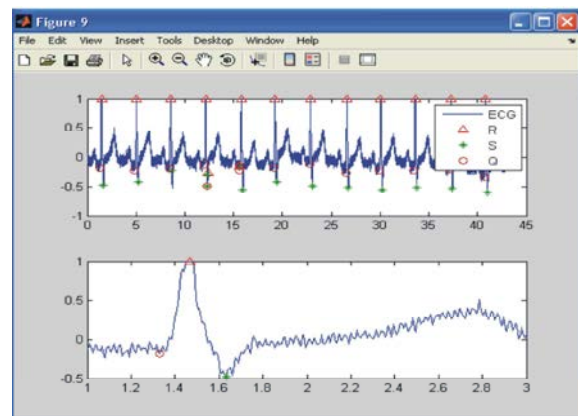 Figure 9
File Edit View Insert Tools Desktop Window Help
1
0.5
0
-0.5
-1
0 5 10 15 20 25 30 35 40 45
ECG
R
S
Q
1
0.5
0
-0.5
1 1.2 1.4 1.6 1.8 2 2.2 2.4 2.6 2.8 3